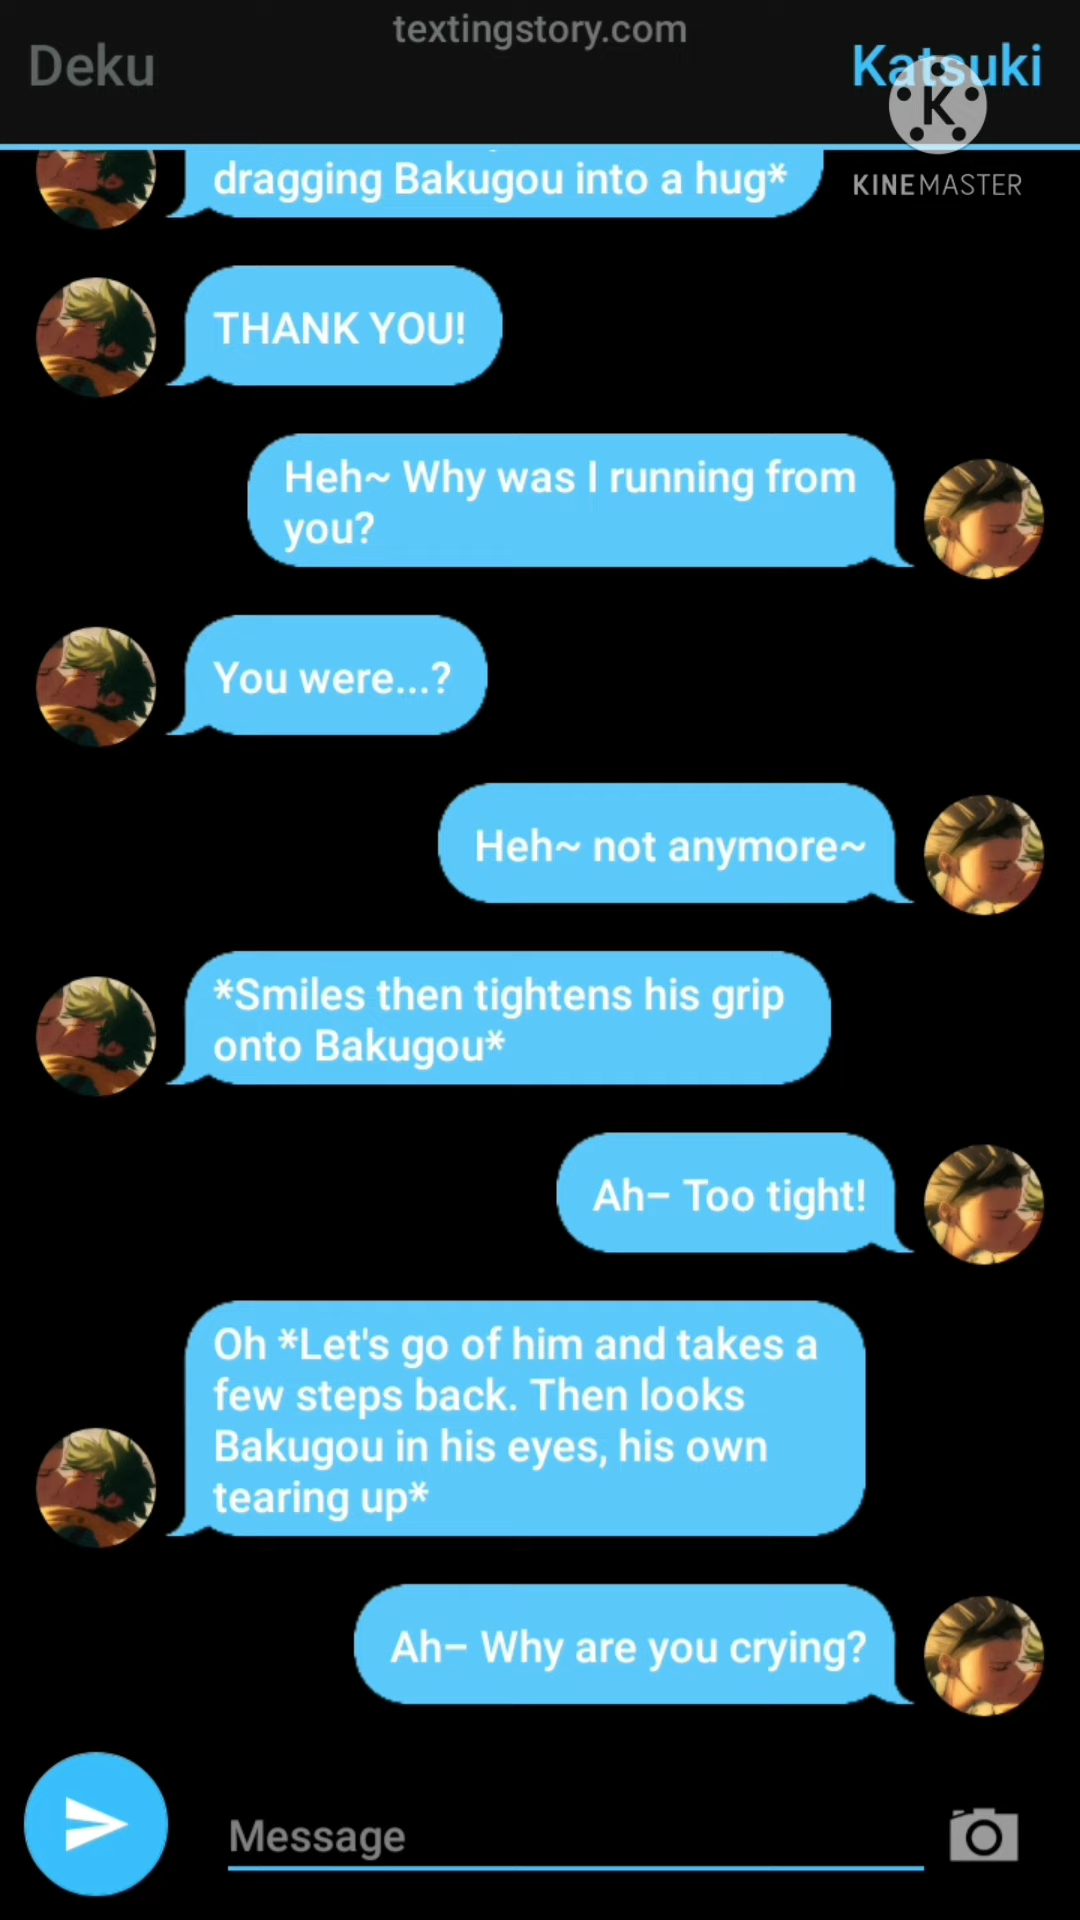 textingstory.com
Deku
Katsuki
K
KINEMASTER
dragging Bakugou into a hug*
THANK YOU!
Heh~ Why was I running from
you?
You were...?
Heh~ not anymore~
*Smiles then tightens his grip
onto Bakugou*
Ah– Too tight!
Oh *Let's go of him and takes a
few steps back. Then looks
Bakugou in his eyes, his own
tearing up*
Ah– Why are you crying?
Message